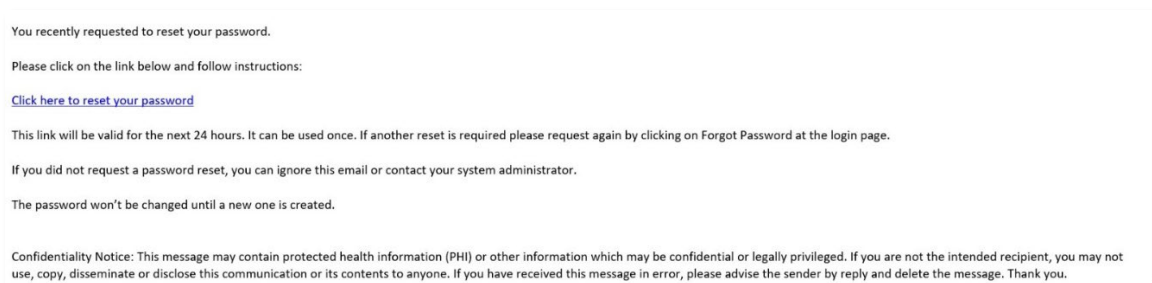 You recently requested to reset your password.
Please click on the link below and follow instructions:
Click here to reset your password
This link will be valid for the next 24 hours. It can be used once. If another reset is required please request again by clicking on Forgot Password at the login page.
If you did not request a password reset, you can ignore this email or contact your system administrator.
The password won't be changed until a new one is created.
Confidentiality Notice: This message may contain protected health information (PHI) or other information which may be confidential or legally privileged. If you are not the intended recipient, you may not
use, copy, disseminate or disclose this communication or its contents to anyone. If you have received this message in error, please advise the sender by reply and delete the message. Thank you.